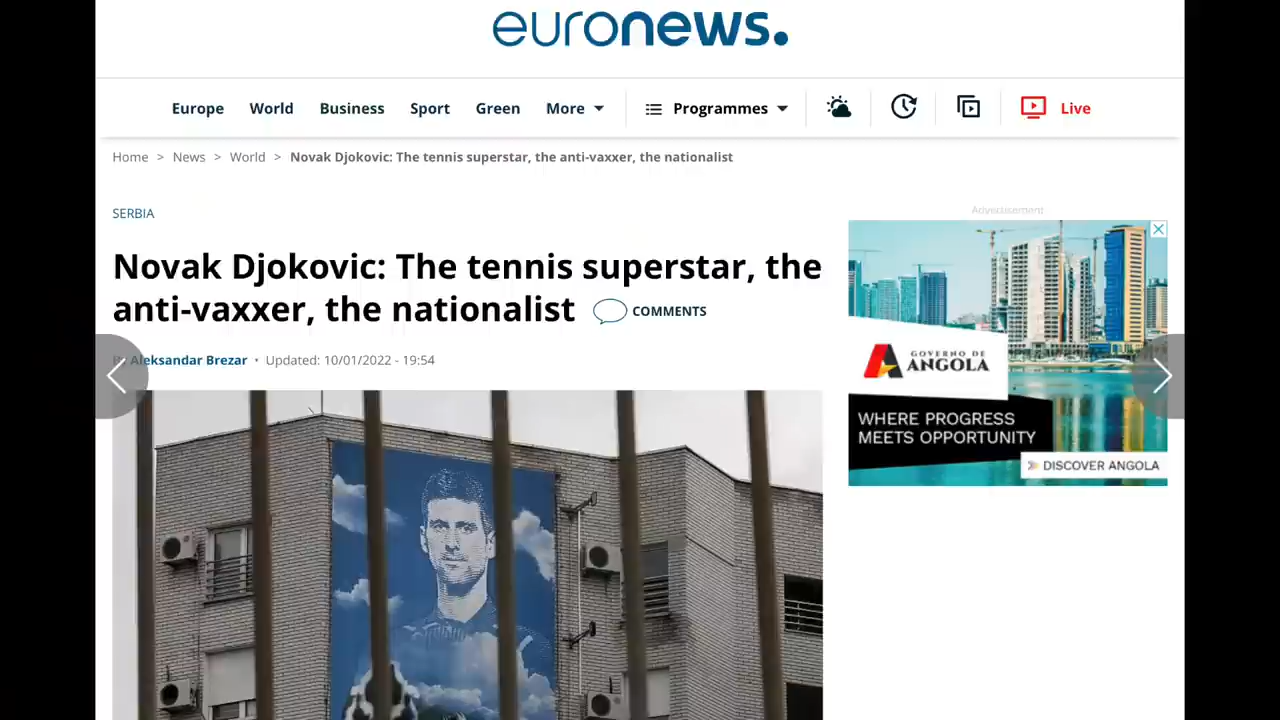 euronews.
Europe World Business Sport Green More Programmes Live
Home > News > World > Novak Djokovic: The tennis superstar, the anti-vaxxer, the nationalist
SERBIA
Novak Djokovic: The tennis superstar, the
anti-vaxxer, the nationalist COMMENTS
By Aleksandar Brezar • Updated: 10/01/2022 - 19:54
Advertisement
GOVERNO DE
ANGOLA
WHERE PROGRESS
MEETS OPPORTUNITY
DISCOVER ANGOLA